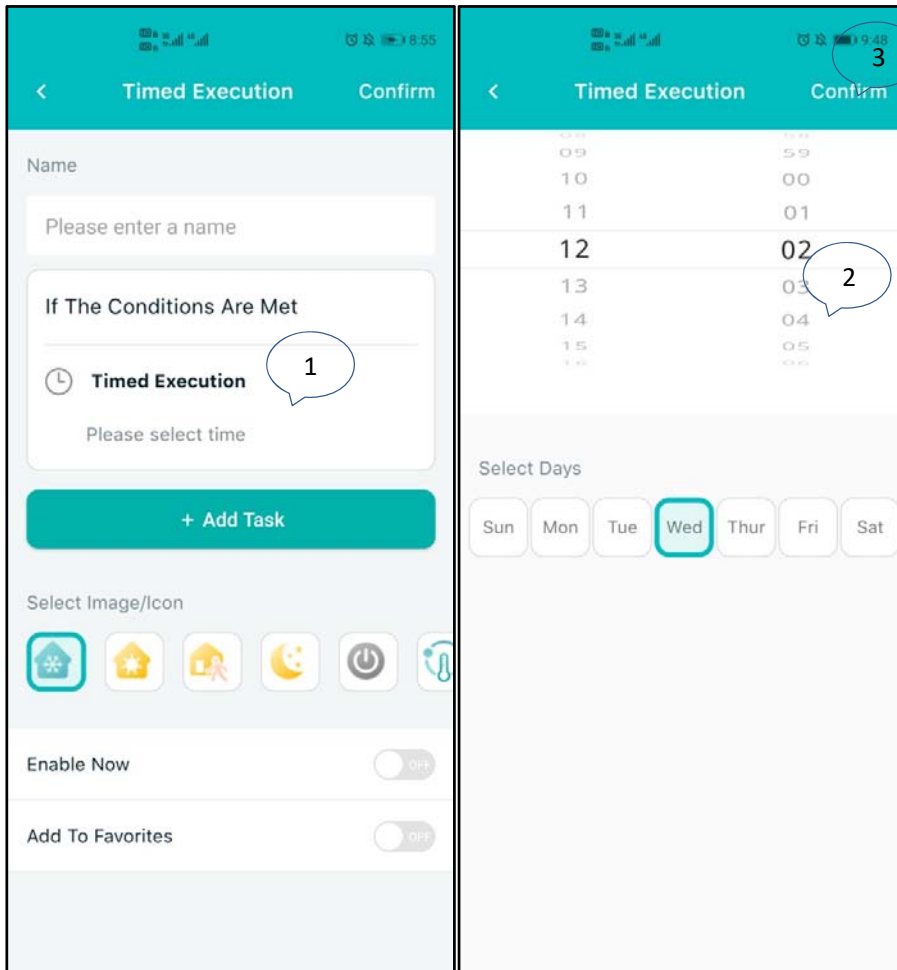 8:55
< Timed Execution Confirm
Name
Please enter a name
If The Conditions Are Met
Timed Execution
1
Please select time
+ Add Task
Select Image/Icon
Enable Now
OFF
Add To Favorites
OFF
9:48
3
< Timed Execution Confirm
09 59
10 00
11 01
12 02
13 03
2
14 04
15 05
16 06
Select Days
Sun Mon Tue Wed Thur Fri Sat